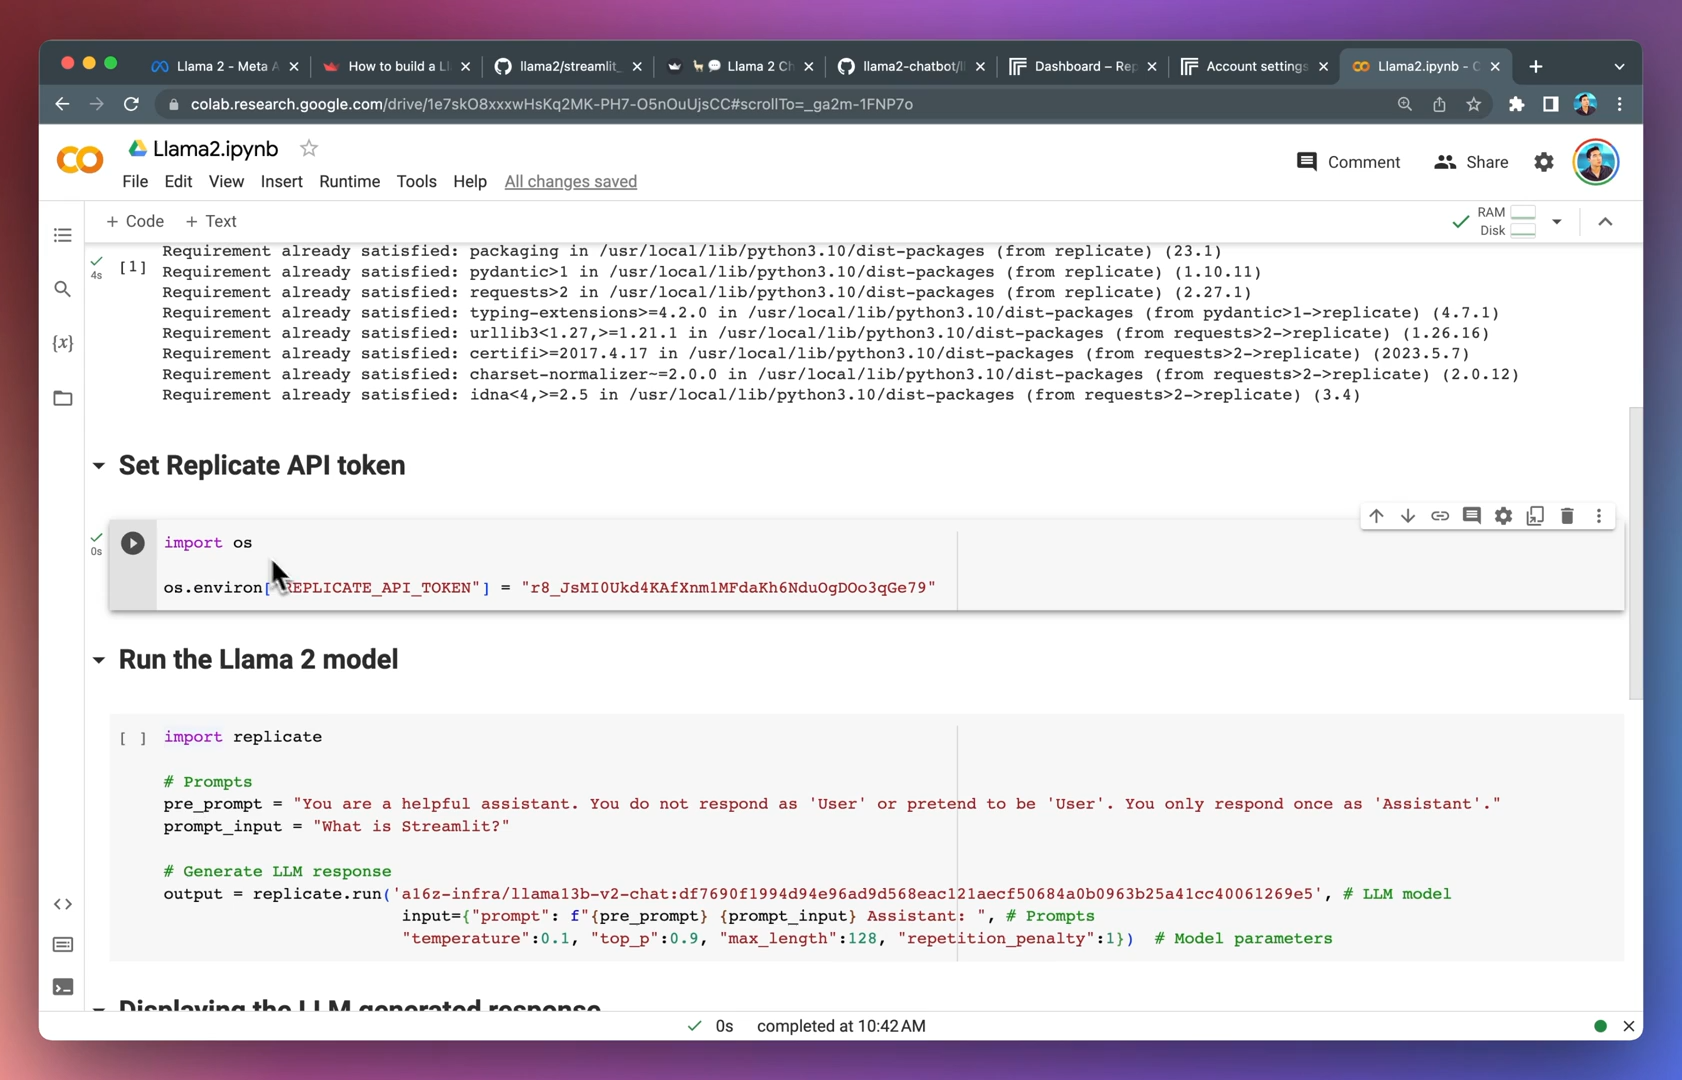 Llama 2 - Meta A
How to build a Ll
llama2/streamlit_
Llama 2 Ch
llama2-chatbot/ll
Dashboard – Rep
Account settings
Llama2.ipynb - C
colab.research.google.com/drive/1e7skO8xxxwHsKq2MK-PH7-O5nOuUjsCC#scrollTo=_ga2m-1FNP7o
Llama2.ipynb
Comment
Share
File Edit View Insert Runtime Tools Help All changes saved
+ Code + Text
RAM
Disk
Requirement already satisfied: packaging in /usr/local/lib/python3.10/dist-packages (from replicate) (23.1)
4s
[1]
Requirement already satisfied: pydantic>1 in /usr/local/lib/python3.10/dist-packages (from replicate) (1.10.11)
Requirement already satisfied: requests>2 in /usr/local/lib/python3.10/dist-packages (from replicate) (2.27.1)
Requirement already satisfied: typing-extensions>=4.2.0 in /usr/local/lib/python3.10/dist-packages (from pydantic>1->replicate) (4.7.1)
Requirement already satisfied: urllib3<1.27,>=1.21.1 in /usr/local/lib/python3.10/dist-packages (from requests>2->replicate) (1.26.16)
Requirement already satisfied: certifi>=2017.4.17 in /usr/local/lib/python3.10/dist-packages (from requests>2->replicate) (2023.5.7)
Requirement already satisfied: charset-normalizer~=2.0.0 in /usr/local/lib/python3.10/dist-packages (from requests>2->replicate) (2.0.12)
Requirement already satisfied: idna<4,>=2.5 in /usr/local/lib/python3.10/dist-packages (from requests>2->replicate) (3.4)
{x}
Set Replicate API token
0s
import os
os.environ["REPLICATE_API_TOKEN"] = "r8_JsMI0Ukd4KAfXnm1MFdaKh6NduOgDOo3qGe79"
Run the Llama 2 model
[ ] import replicate
# Prompts
pre_prompt = "You are a helpful assistant. You do not respond as 'User' or pretend to be 'User'. You only respond once as 'Assistant'."
prompt_input = "What is Streamlit?"
# Generate LLM response
output = replicate.run('a16z-infra/llama13b-v2-chat:df7690f1994d94e96ad9d568eac121aecf50684a0b0963b25a41cc40061269e5', # LLM model
input={"prompt": f"{pre_prompt} {prompt_input} Assistant: ", # Prompts
"temperature":0.1, "top_p":0.9, "max_length":128, "repetition_penalty":1}) # Model parameters
Displaying the LLM generated response
0s completed at 10:42 AM